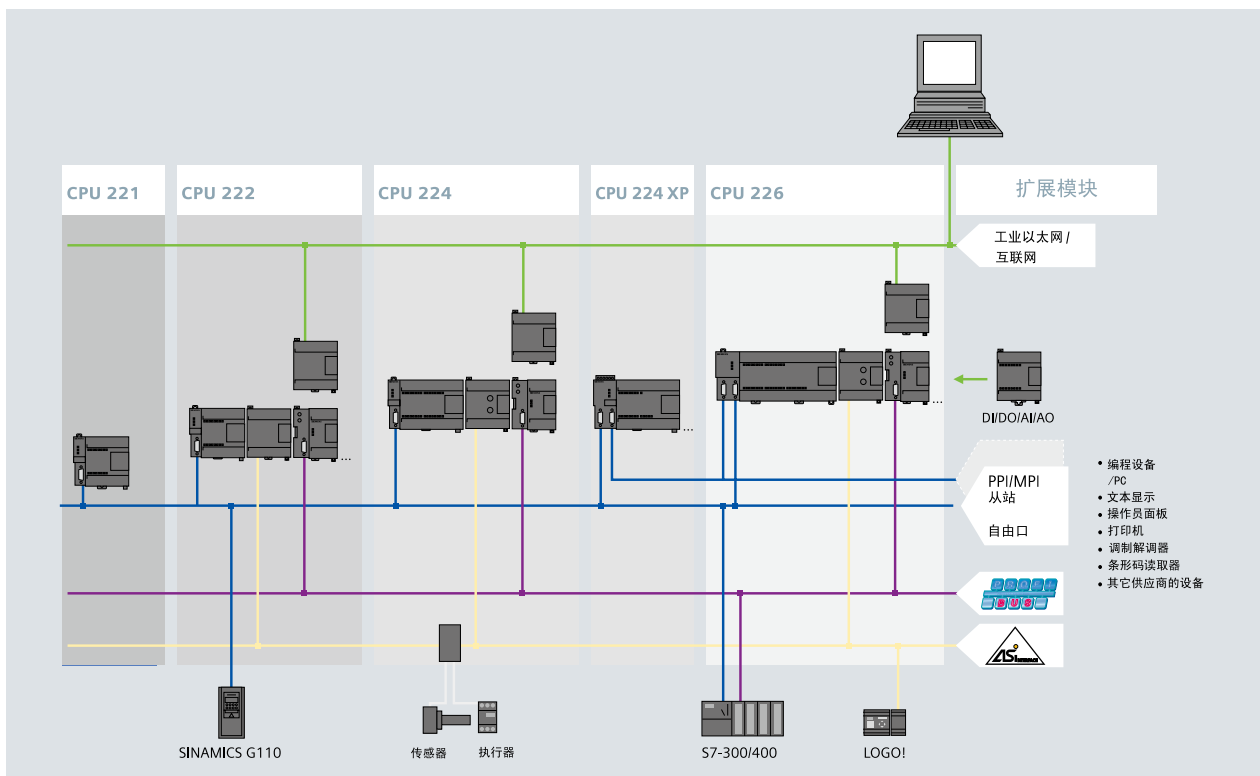 CPU 221
CPU 222
CPU 224
CPU 224 XP
CPU 226
扩展模块
工业以太网/
互联网
DI/DO/AI/AO
...
...
...
...
PPI/MPI
从站
自由口
• 编程设备
/PC
• 文本显示
• 操作员面板
• 打印机
• 调制解调器
• 条形码读取器
• 其它供应商的设备
PROFI
BUS
AS
INTERFACE
SINAMICS G110
传感器
执行器
S7-300/400
LOGO!